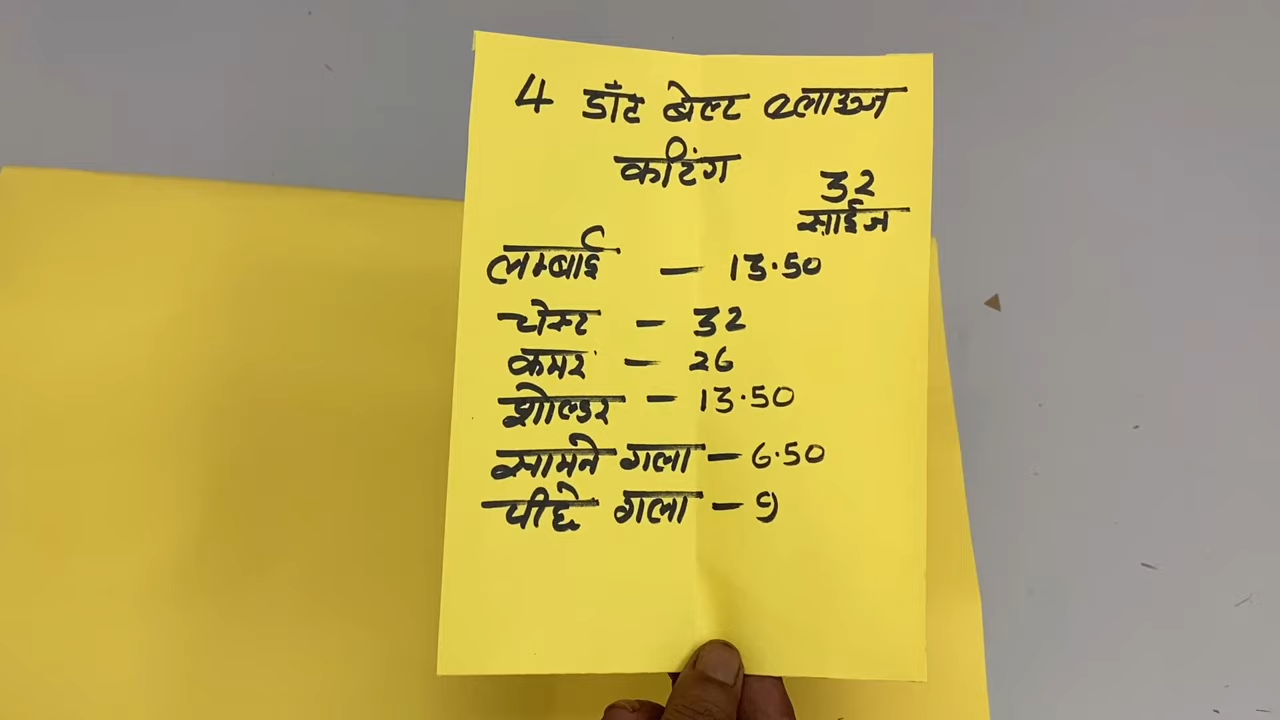 4 डॉट बेल्ट ब्लाऊज
कटिंग
32
साईज
लम्बाई - 13.50
चेस्ट - 32
कमर - 26
शोल्डर - 13.50
सामने गला - 6.50
पीछे गला - 9